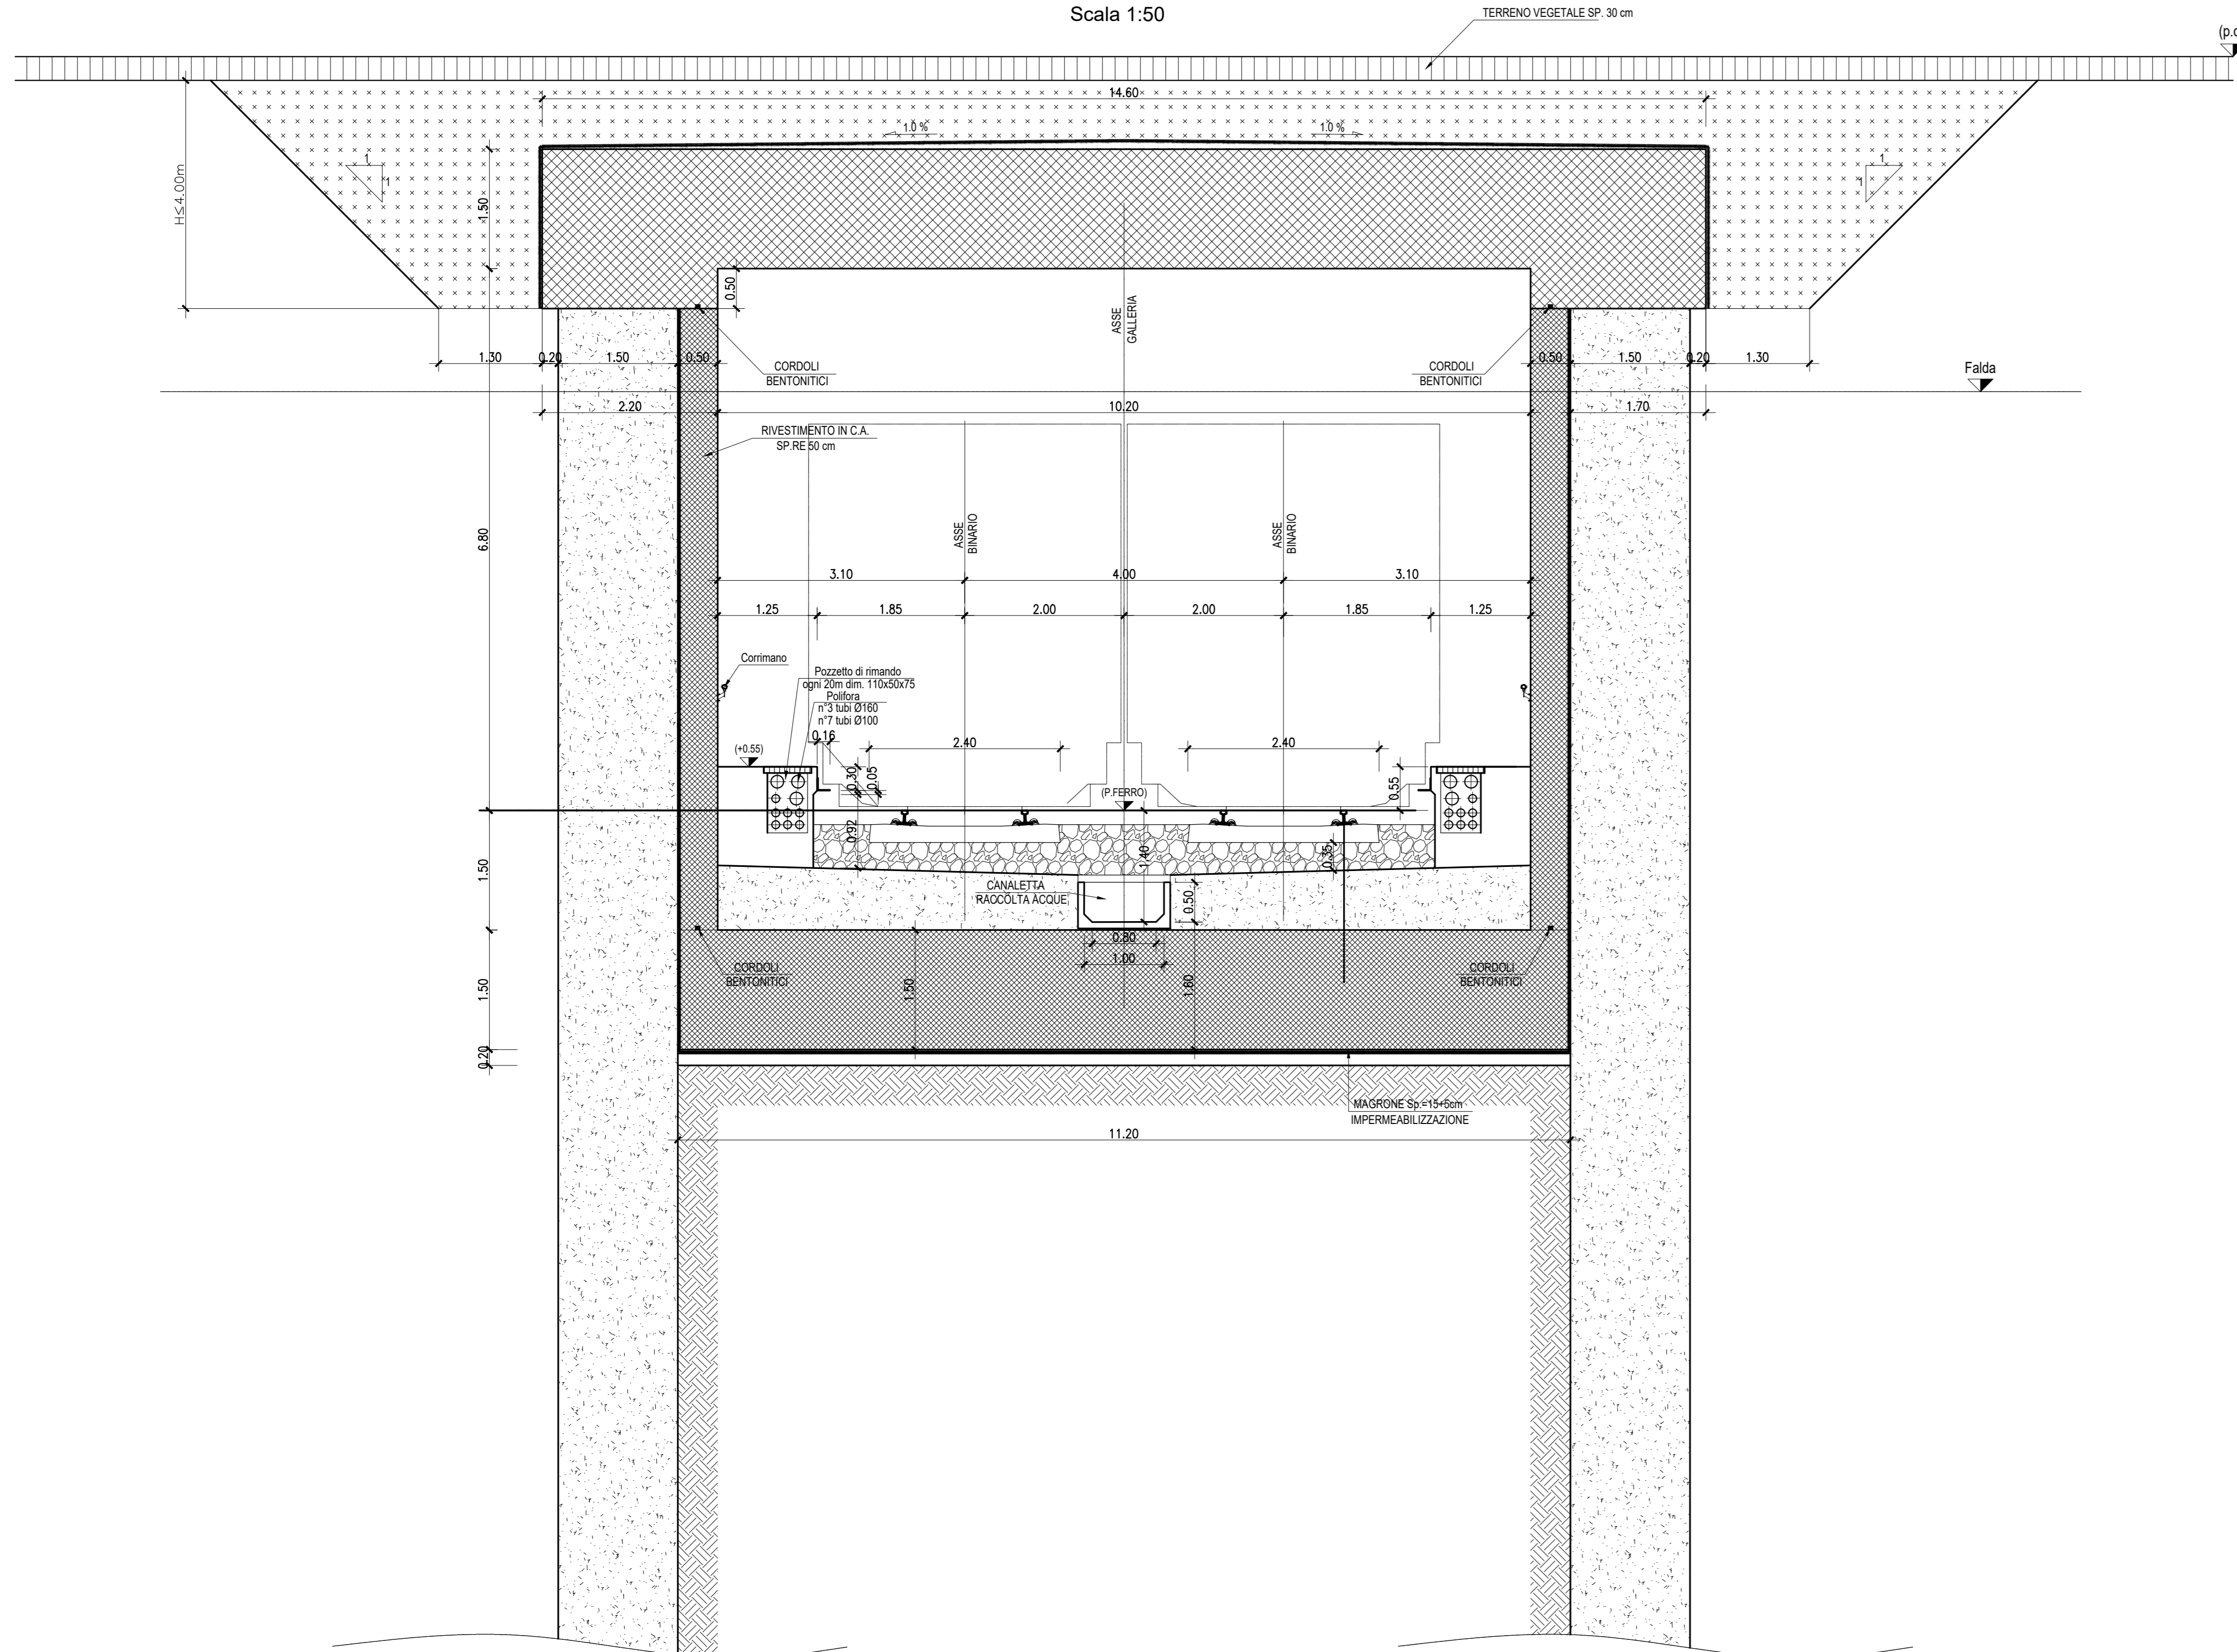 Scala 1:50
TERRENO VEGETALE SP. 30 cm
14.60
1.0 %
1.0 %
1
1
1
1
H≤4.00m
1.50
0.50
ASSE
GALLERIA
1.30
0.20
1.50
0.50
CORDOLI
BENTONITICI
CORDOLI
BENTONITICI
0.50
1.50
0.20
1.30
Falda
2.20
10.20
1.70
RIVESTIMENTO IN C.A.
SP.RE 50 cm
6.80
ASSE
BINARIO
ASSE
BINARIO
3.10
4.00
3.10
1.25
1.85
2.00
2.00
1.85
1.25
Corrimano
Pozzetto di rimando
ogni 20m dim. 110x50x75
Polifora
n°3 tubi Ø160
n°7 tubi Ø100
0.16
(+0.55)
2.40
2.40
0.30
0.05
0.55
(P.FERRO)
0.92
1.40
0.35
1.50
CANALETTA
RACCOLTA ACQUE
0.50
0.80
1.00
CORDOLI
BENTONITICI
CORDOLI
BENTONITICI
1.50
1.50
1.60
0.20
MAGRONE Sp.=15+5cm
IMPERMEABILIZZAZIONE
11.20